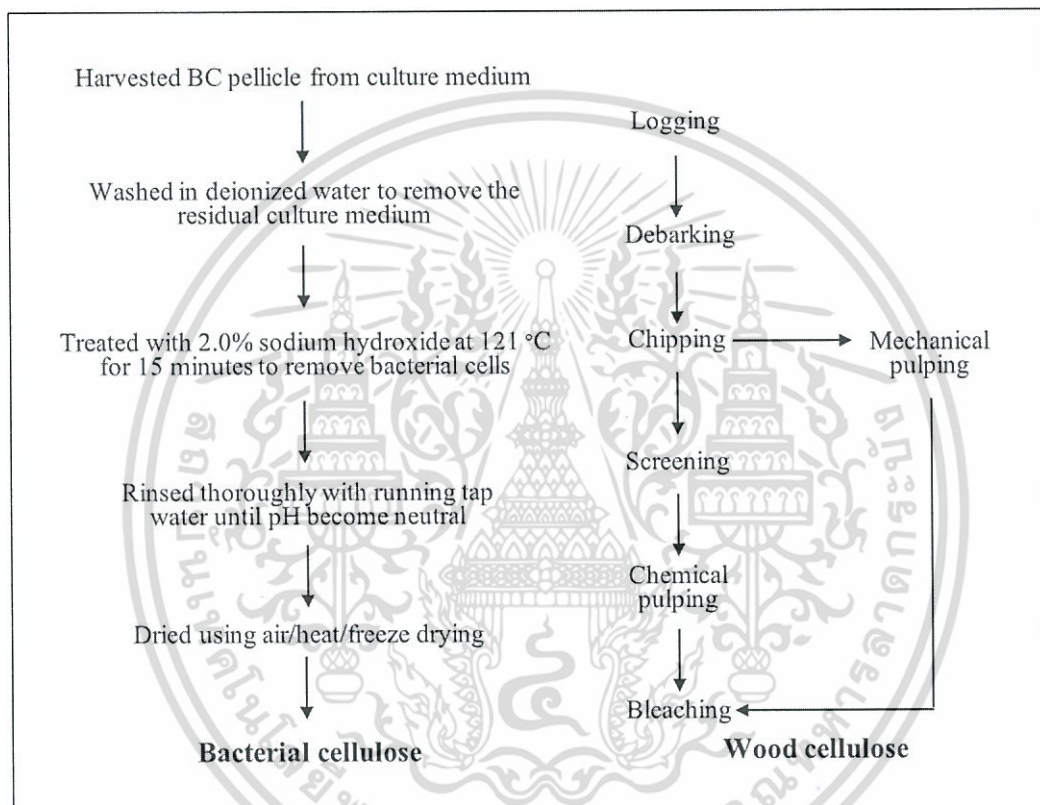 Harvested BC pellicle from culture medium
Washed in deionized water to remove the
residual culture medium
Treated with 2.0% sodium hydroxide at 121 °C
for 15 minutes to remove bacterial cells
Rinsed thoroughly with running tap
water until pH become neutral
Dried using air/heat/freeze drying
Bacterial cellulose
Logging
Debarking
Chipping
Mechanical
pulping
Screening
Chemical
pulping
Bleaching
Wood cellulose